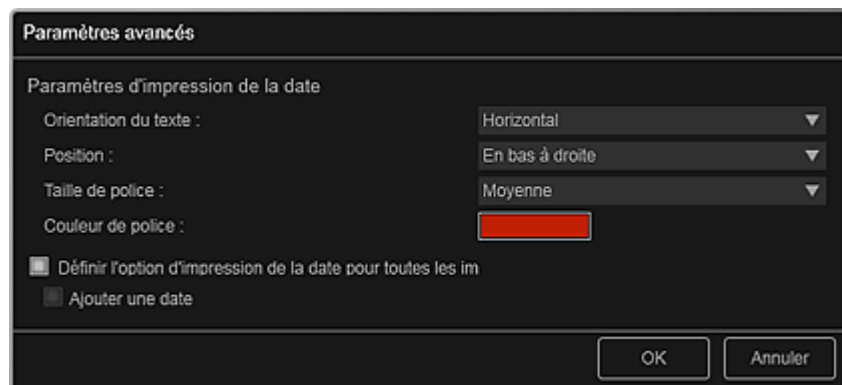 Paramètres avancés
Paramètres d'impression de la date
Orientation du texte : Horizontal
Position : En bas à droite
Taille de police : Moyenne
Couleur de police :
Définir l'option d'impression de la date pour toutes les im
Ajouter une date
OK Annuler